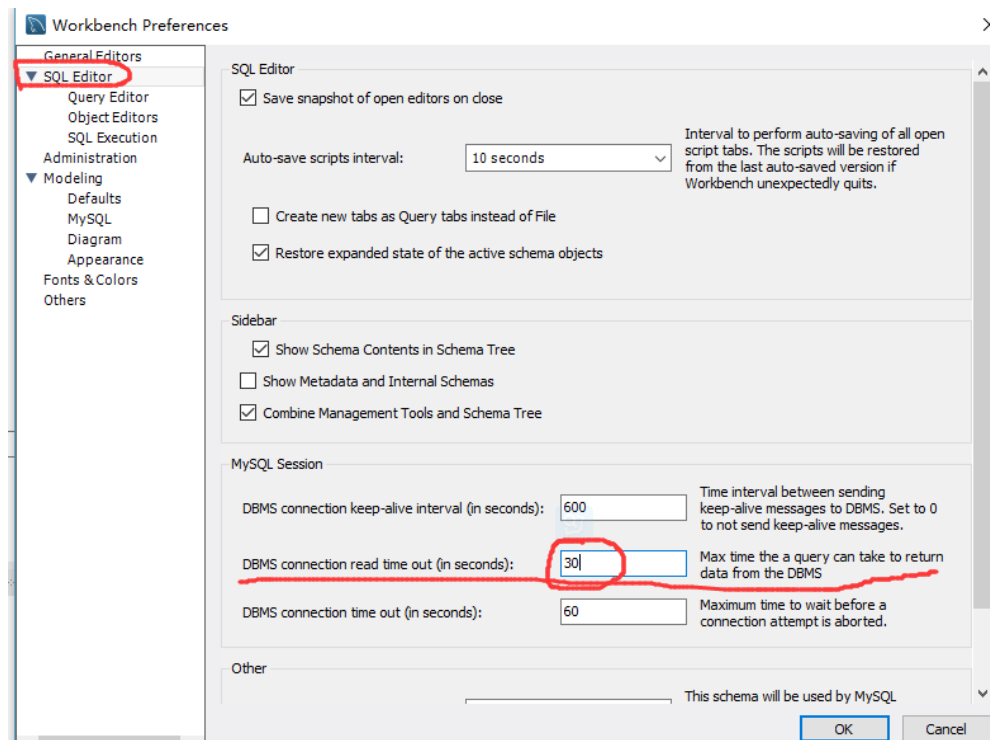 Workbench Preferences
General Editors
SQL Editor
Query Editor
Object Editors
SQL Execution
Administration
Modeling
Defaults
MySQL
Diagram
Appearance
Fonts & Colors
Others
SQL Editor
Save snapshot of open editors on close
Auto-save scripts interval:
10 seconds
Interval to perform auto-saving of all open
script tabs. The scripts will be restored
from the last auto-saved version if
Workbench unexpectedly quits.
Create new tabs as Query tabs instead of File
Restore expanded state of the active schema objects
Sidebar
Show Schema Contents in Schema Tree
Show Metadata and Internal Schemas
Combine Management Tools and Schema Tree
MySQL Session
DBMS connection keep-alive interval (in seconds):
600
Time interval between sending
keep-alive messages to DBMS. Set to 0
to not send keep-alive messages.
DBMS connection read time out (in seconds):
30
Max time the a query can take to return
data from the DBMS
DBMS connection time out (in seconds):
60
Maximum time to wait before a
connection attempt is aborted.
Other
This schema will be used by MySQL
OK
Cancel